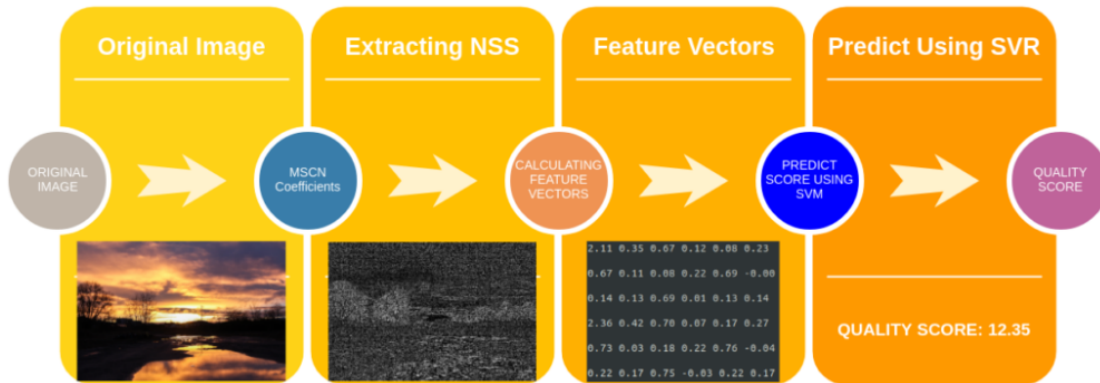 Original Image
Extracting NSS
Feature Vectors
Predict Using SVR
ORIGINAL
IMAGE
MSCN
Coefficients
CALCULATING
FEATURE
VECTORS
PREDICT
SCORE USING
SVM
QUALITY
SCORE
2.11 0.35 0.67 0.12 0.08 0.23
0.67 0.11 0.08 0.22 0.69 -0.00
0.14 0.13 0.69 0.01 0.13 0.14
2.36 0.42 0.70 0.07 0.17 0.27
0.73 0.03 0.18 0.22 0.76 -0.04
0.22 0.17 0.75 -0.03 0.22 0.17
QUALITY SCORE: 12.35